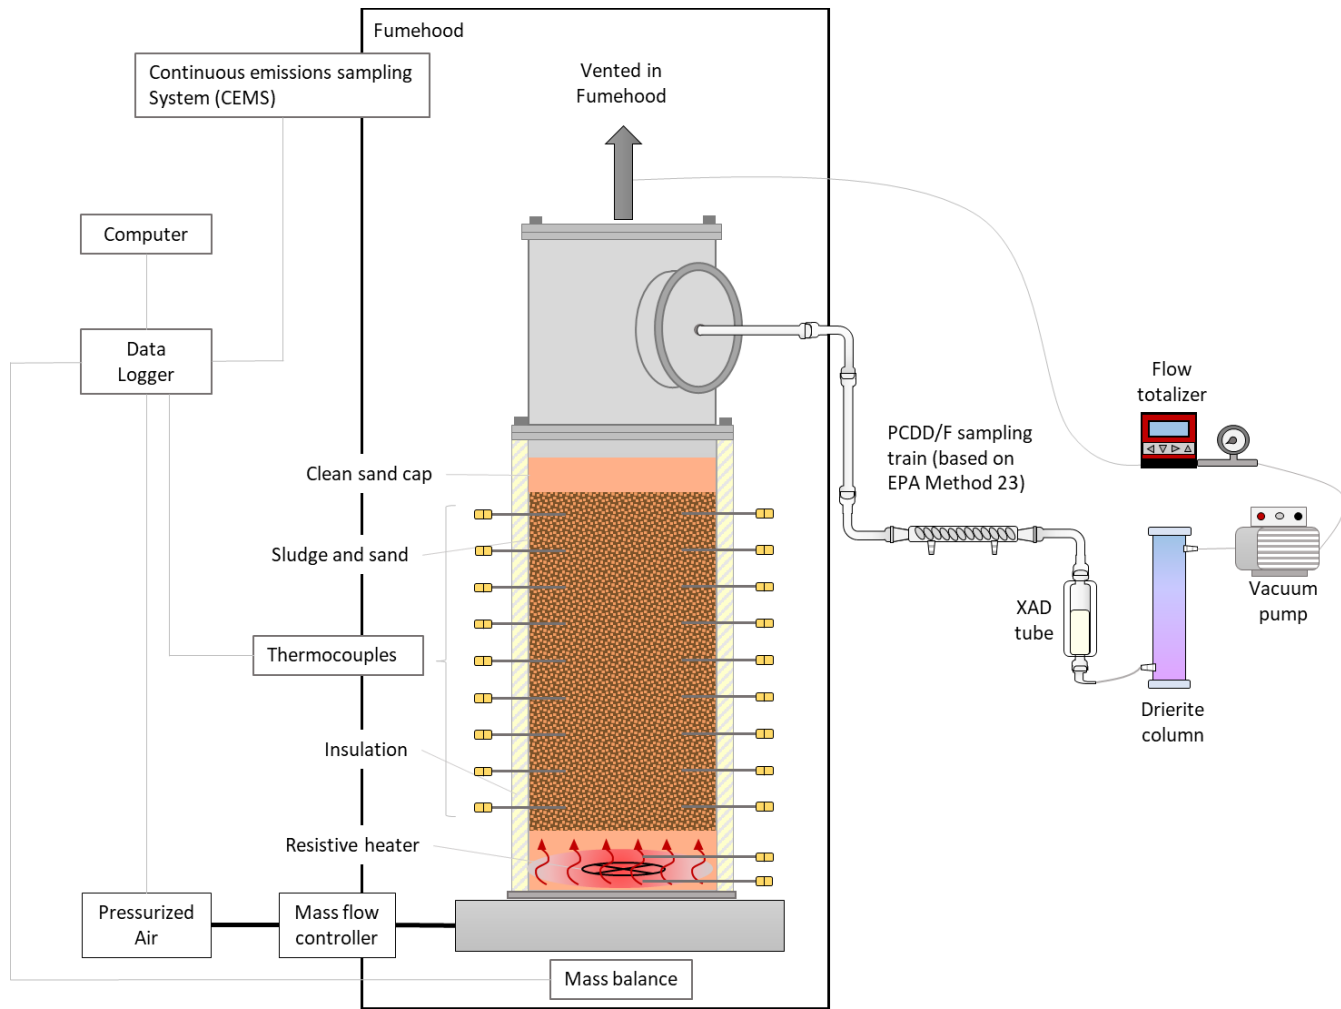 Fumehood
Continuous emissions sampling
System (CEMS)
Vented in
Fumehood
Computer
Data
Logger
Flow
totalizer
PCDD/F sampling
train (based on
EPA Method 23)
Clean sand cap
Sludge and sand
XAD
tube
Vacuum
pump
Thermocouples
Drierite
column
Insulation
Resistive heater
Pressurized
Air
Mass flow
controller
Mass balance